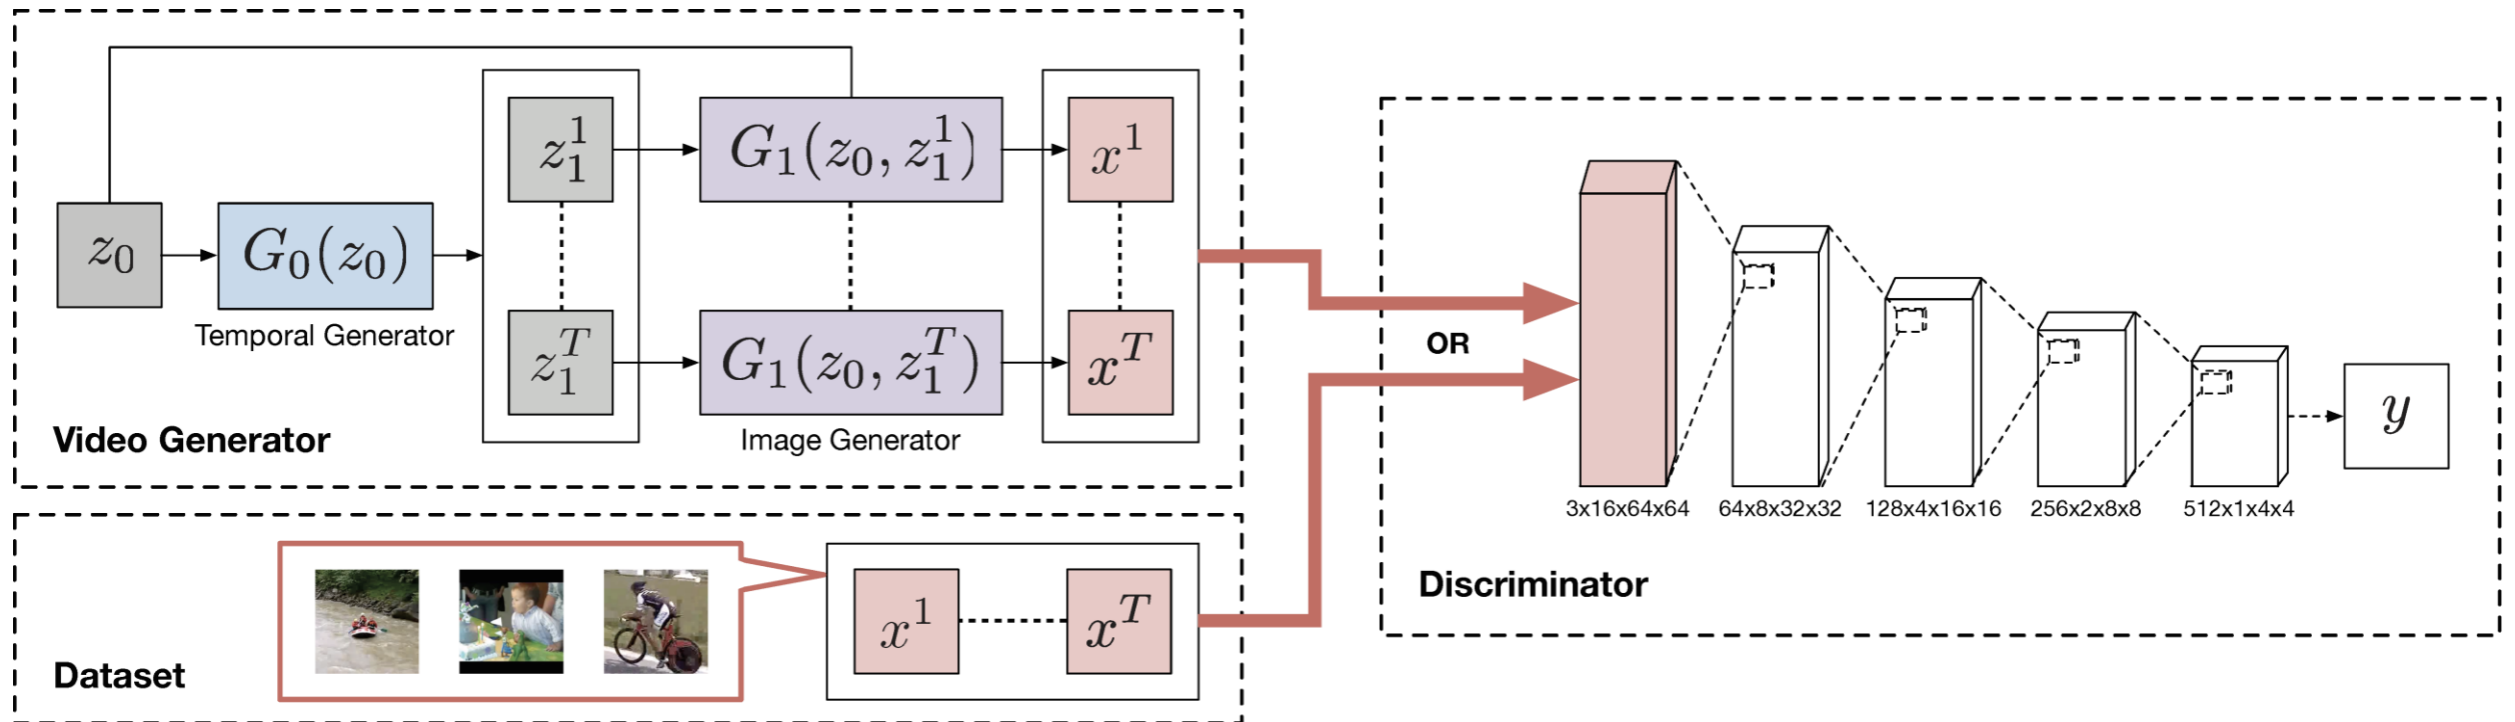 z_0
G_0(z_0)
Temporal Generator
z_1^1
z_1^T
G_1(z_0, z_1^1)
G_1(z_0, z_1^T)
Image Generator
x^1
x^T
Video Generator
Dataset
x^1
x^T
OR
3x16x64x64
64x8x32x32
128x4x16x16
256x2x8x8
512x1x4x4
y
Discriminator